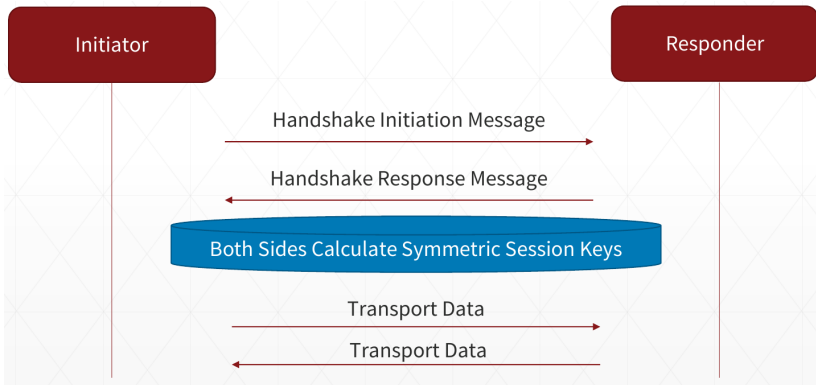 Initiator
Responder
Handshake Initiation Message
Handshake Response Message
Both Sides Calculate Symmetric Session Keys
Transport Data
Transport Data